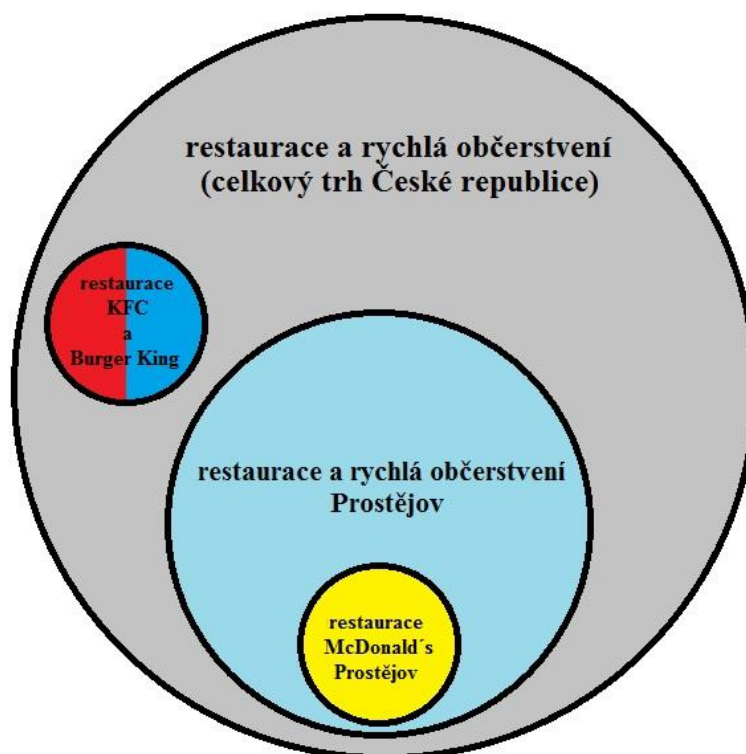 restaurace a rychlá občerstvení
(celkový trh České republice)
restaurace
KFC
a
Burger King
restaurace a rychlá občerstvení
Prostějov
restaurace
McDonald´s
Prostějov